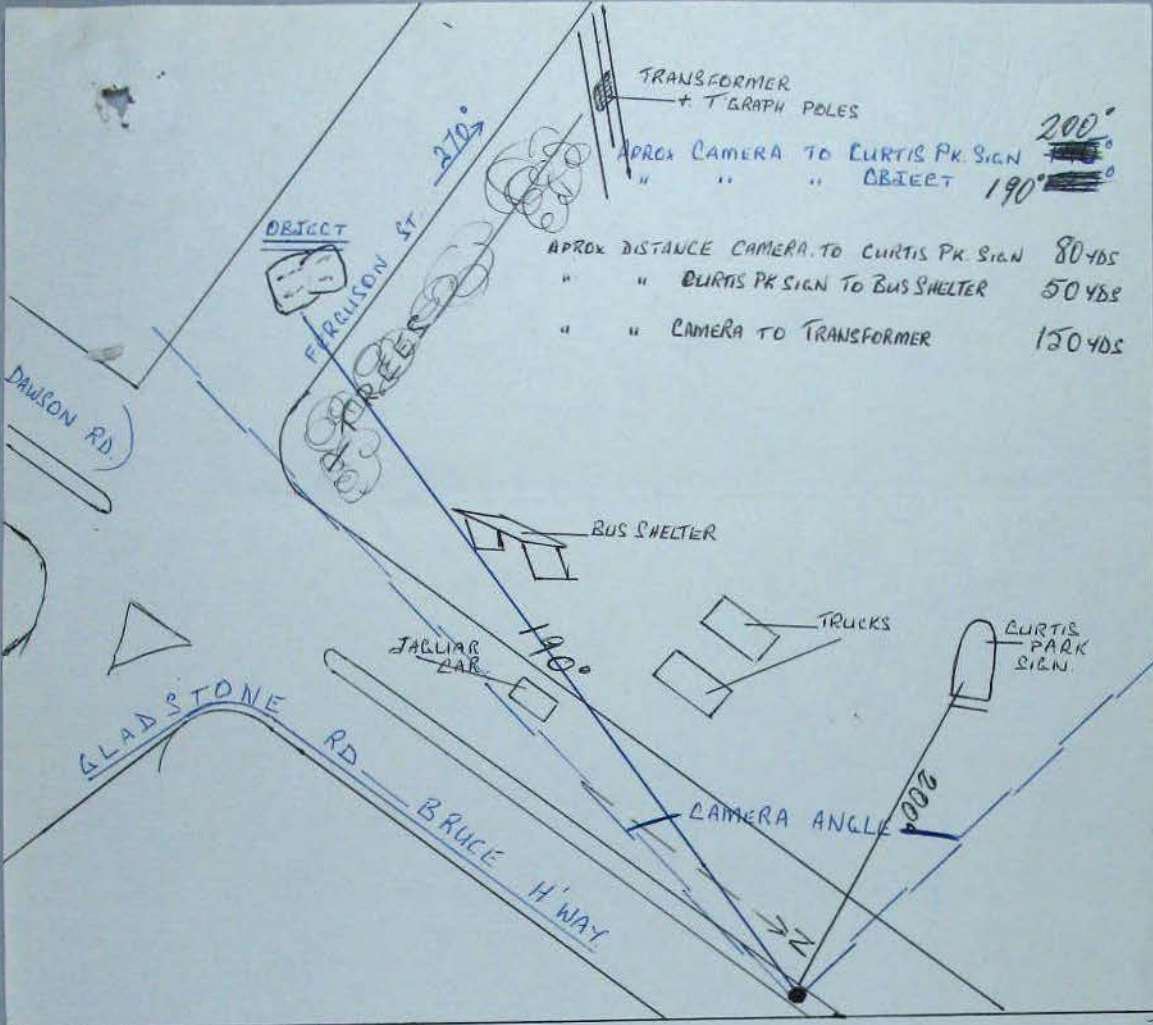 TRANSFORMER
+ T'GRAPH POLES
200°
APROX CAMERA TO CURTIS PK. SIGN
" " " OBJECT 190°
APROX DISTANCE CAMERA TO CURTIS PK. SIGN 80 YDS
" " CURTIS PK SIGN TO BUS SHELTER 50 YDS
" " CAMERA TO TRANSFORMER 150 YDS
270°
OBJECT
FERGUSON ST.
TREES
DAWSON RD.
BUS SHELTER
TRUCKS
CURTIS
PARK
SIGN.
JAGUAR
CAR
190°
GLADSTONE RD BRUCE H'WAY
CAMERA ANGLE
200°
N